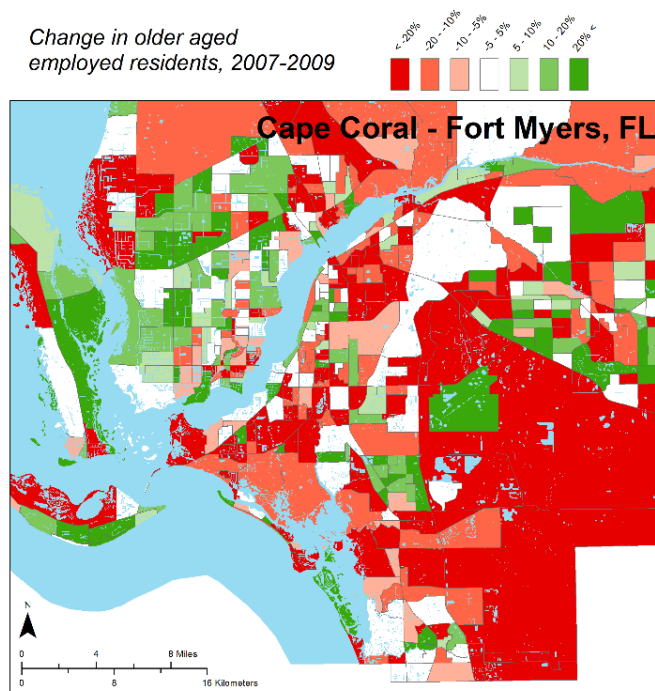 Change in older aged
employed residents, 2007-2009
< -20%
-20 - -10%
-10 - -5%
-5 - 5%
5 - 10%
10 - 20%
20% <
Cape Coral - Fort Myers, FL
N
0 4 8 Miles
0 8 16 Kilometers